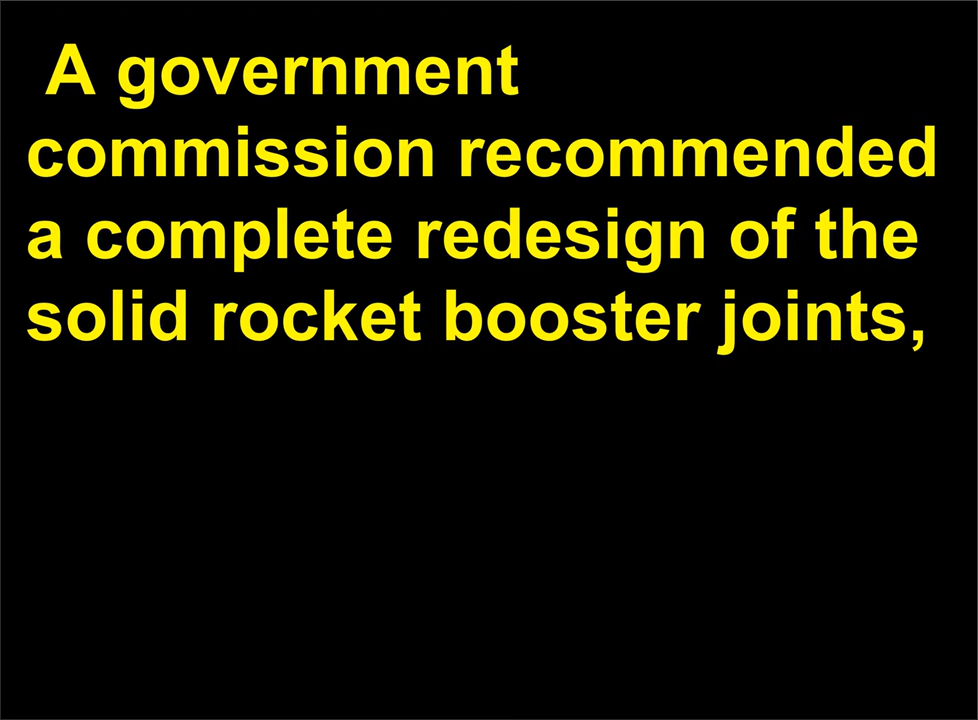 A government
commission recommended
a complete redesign of the
solid rocket booster joints,